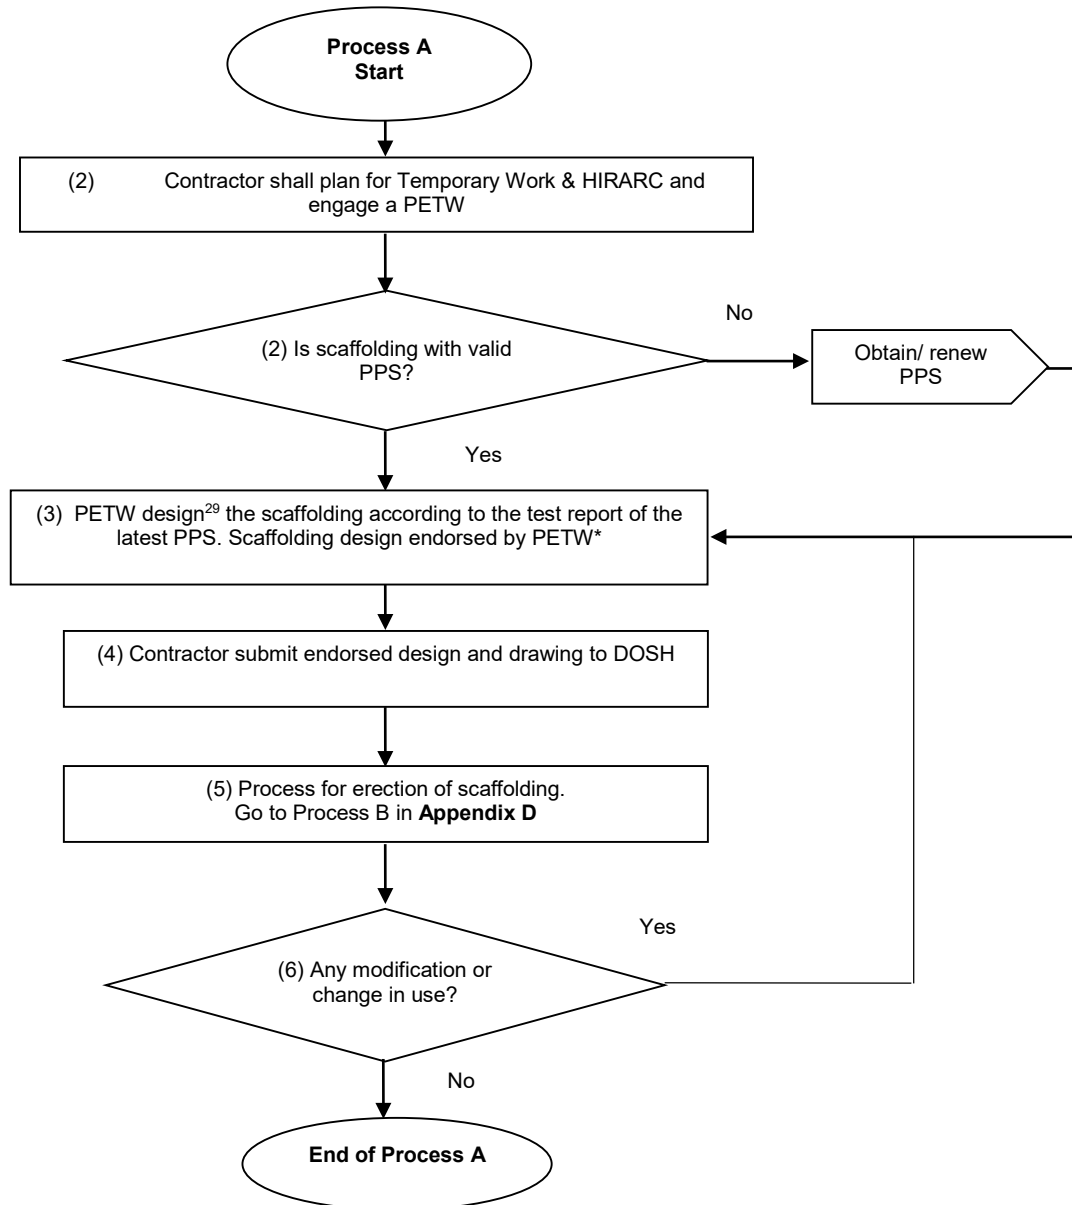 Process A
Start
(2) Contractor shall plan for Temporary Work & HIRARC and
engage a PETW
No
(2) Is scaffolding with valid
PPS?
Obtain/ renew
PPS
Yes
(3) PETW design²⁹ the scaffolding according to the test report of the
latest PPS. Scaffolding design endorsed by PETW*
(4) Contractor submit endorsed design and drawing to DOSH
(5) Process for erection of scaffolding.
Go to Process B in Appendix D
Yes
(6) Any modification or
change in use?
No
End of Process A